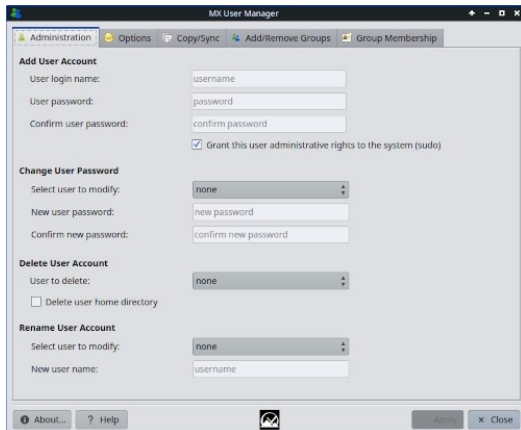 MX User Manager
Administration Options Copy/Sync Add/Remove Groups Group Membership
Add User Account
User login name: username
User password: password
Confirm user password: confirm password
Grant this user administrative rights to the system (sudo)
Change User Password
Select user to modify: none
New user password: new password
Confirm new password: confirm new password
Delete User Account
User to delete: none
Delete user home directory
Rename User Account
Select user to modify: none
New user name: username
About... ? Help Apply Close